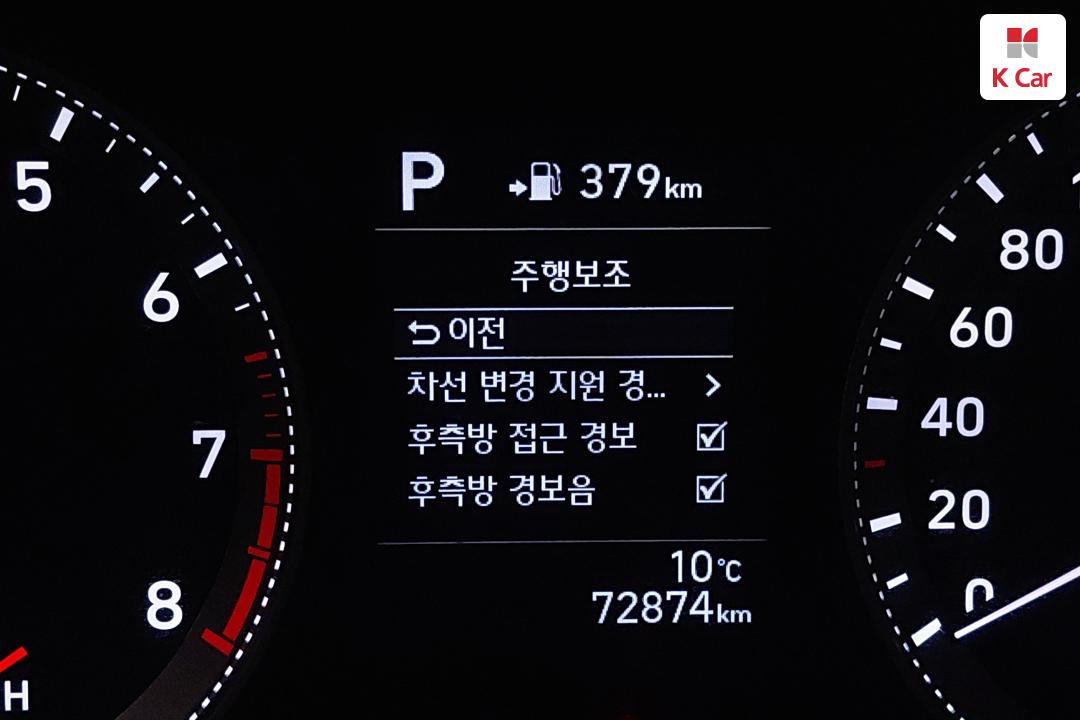 K Car
P 379km
주행보조
이전
차선 변경 지원 경...
후측방 접근 경보
후측방 경보음
10℃
72874km
5
6
7
8
H
80
60
40
20
0